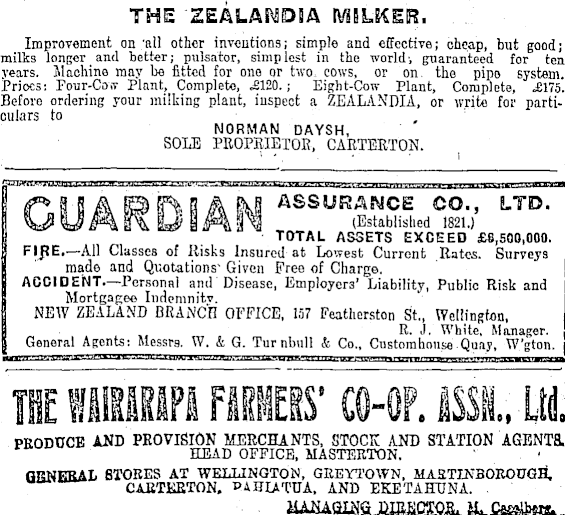 THE ZEALANDIA MILKER.
Improvement on all other inventions; simple and effective; cheap, but good;
milks longer and better; pulsator, simplest in the world; guaranteed for ten
years. Machine may be fitted for one or two cows, or on the pipe system.
Prices: Four-Cow Plant, Complete, £120.; Eight-Cow Plant, Complete, £175.
Before ordering your milking plant, inspect a ZEALANDIA, or write for parti-
culars to
NORMAN DAYSH,
SOLE PROPRIETOR, CARTERTON.
GUARDIAN ASSURANCE CO., LTD.
(Established 1821.)
TOTAL ASSETS EXCEED £6,500,000.
FIRE.—All Classes of Risks Insured at Lowest Current Rates. Surveys
made and Quotations Given Free of Charge.
ACCIDENT.—Personal and Disease, Employers' Liability, Public Risk and
Mortgagee Indemnity.
NEW ZEALAND BRANCH OFFICE, 157 Featherston St., Wellington,
R. J. White, Manager.
General Agents: Messrs. W. & G. Turnbull & Co., Customhouse Quay, W'gton.
THE WAIRARAPA FARMERS' CO-OP. ASSN., Ltd.
PRODUCE AND PROVISION MERCHANTS, STOCK AND STATION AGENTS.
HEAD OFFICE, MASTERTON.
GENERAL STORES AT WELLINGTON, GREYTOWN, MARTINBOROUGH,
CARTERTON, PAHIATUA, AND EKETAHUNA.
MANAGING DIRECTOR, M. Caselberg.